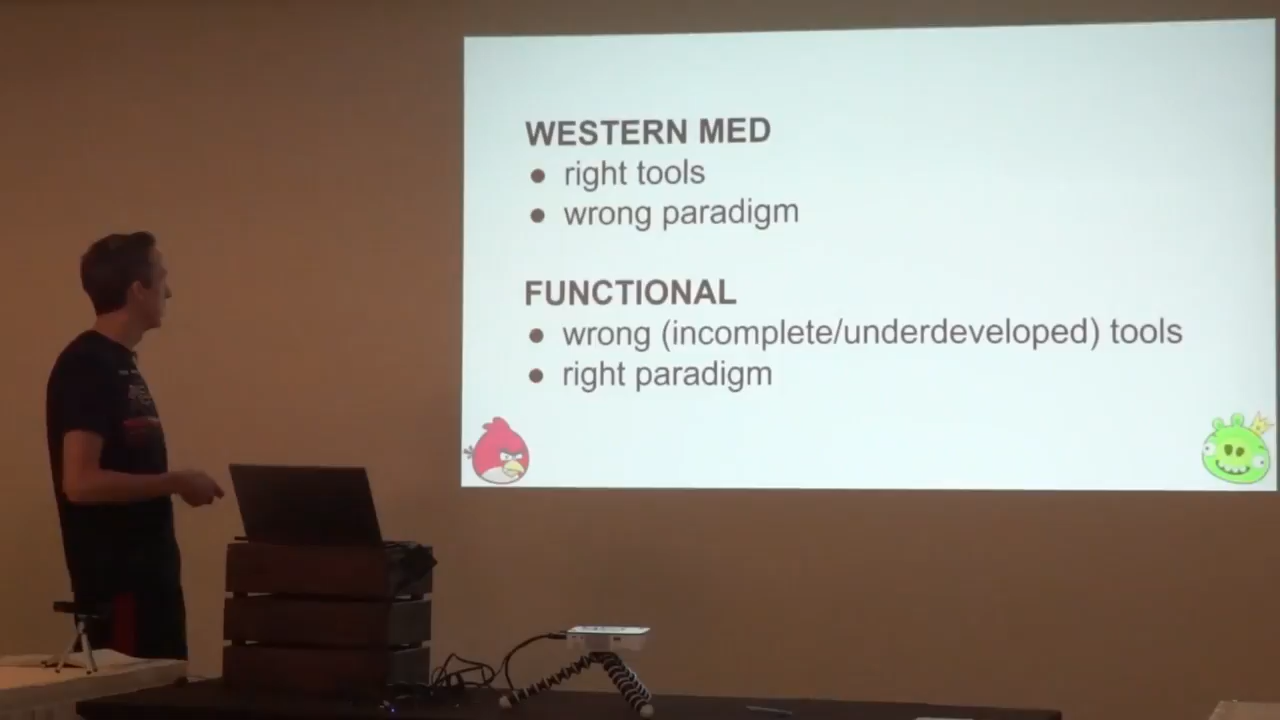 WESTERN MED
● right tools
● wrong paradigm
FUNCTIONAL
● wrong (incomplete/underdeveloped) tools
● right paradigm